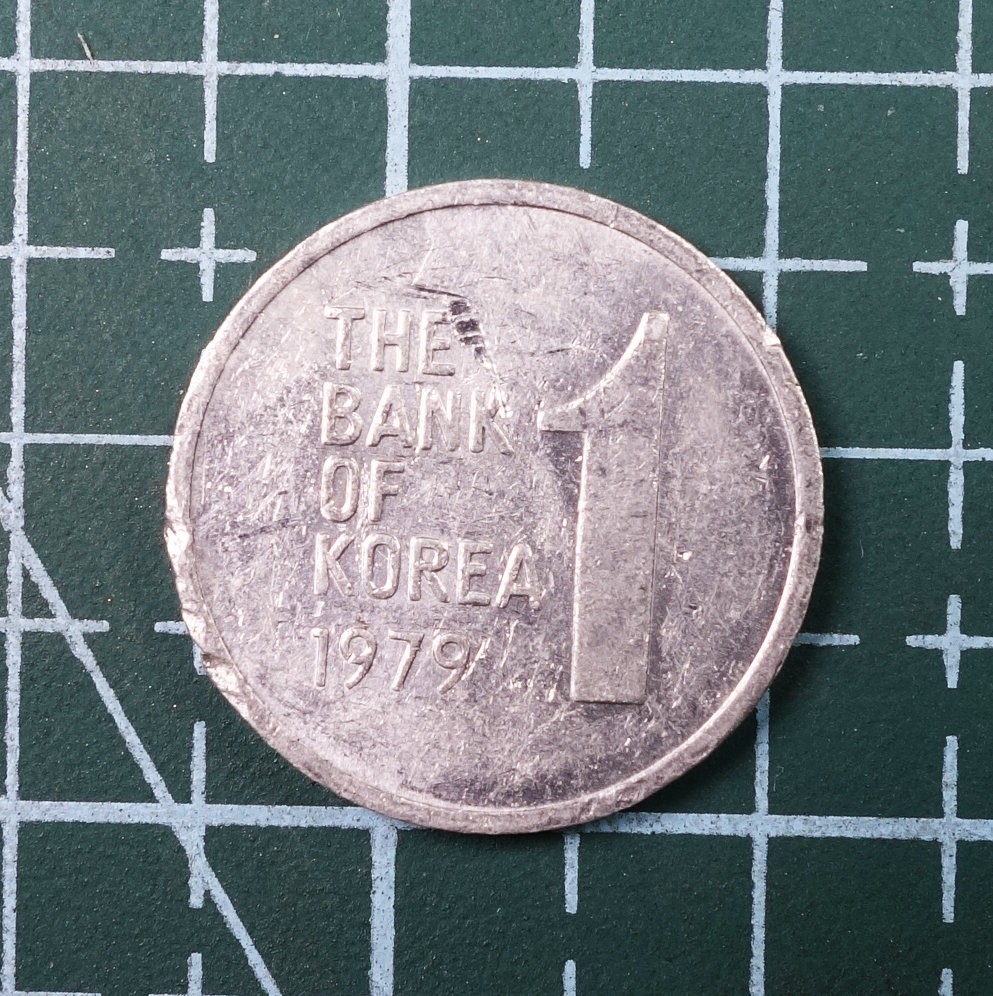 THE
BANK
OF
KOREA
1979
1